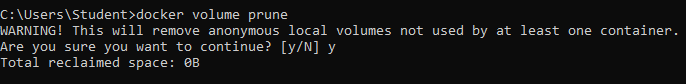 C:\Users\Student>docker volume prune
WARNING! This will remove anonymous local volumes not used by at least one container.
Are you sure you want to continue? [y/N] y
Total reclaimed space: 0B